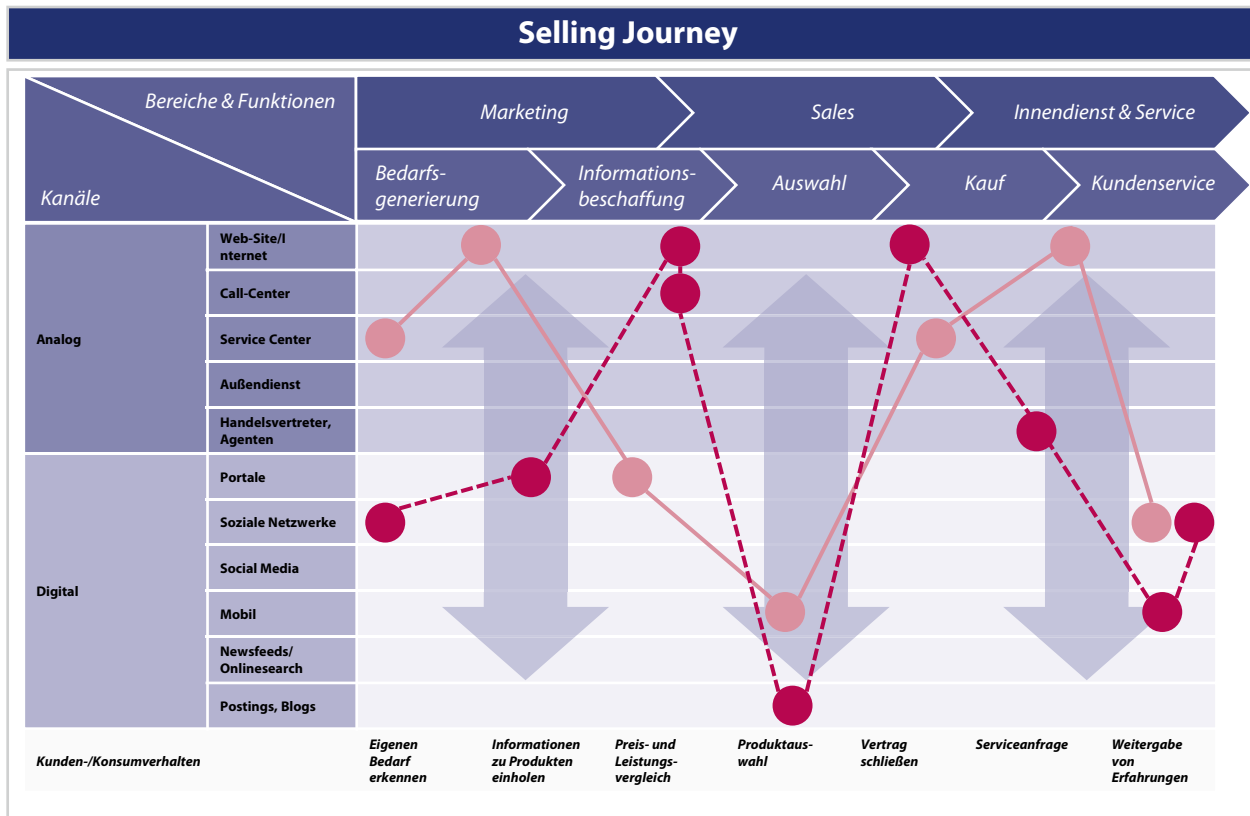 Selling Journey
Bereiche & Funktionen
Kanäle
Marketing
Sales
Innendienst & Service
Bedarfs-
generierung
Informations-
beschaffung
Auswahl
Kauf
Kundenservice
Analog
Web-Site/I
nternet
Call-Center
Service Center
Außendienst
Handelsvertreter,
Agenten
Digital
Portale
Soziale Netzwerke
Social Media
Mobil
Newsfeeds/
Onlinesearch
Postings, Blogs
Kunden-/Konsumverhalten
Eigenen
Bedarf
erkennen
Informationen
zu Produkten
einholen
Preis- und
Leistungs-
vergleich
Produktaus-
wahl
Vertrag
schließen
Serviceanfrage
Weitergabe
von
Erfahrungen